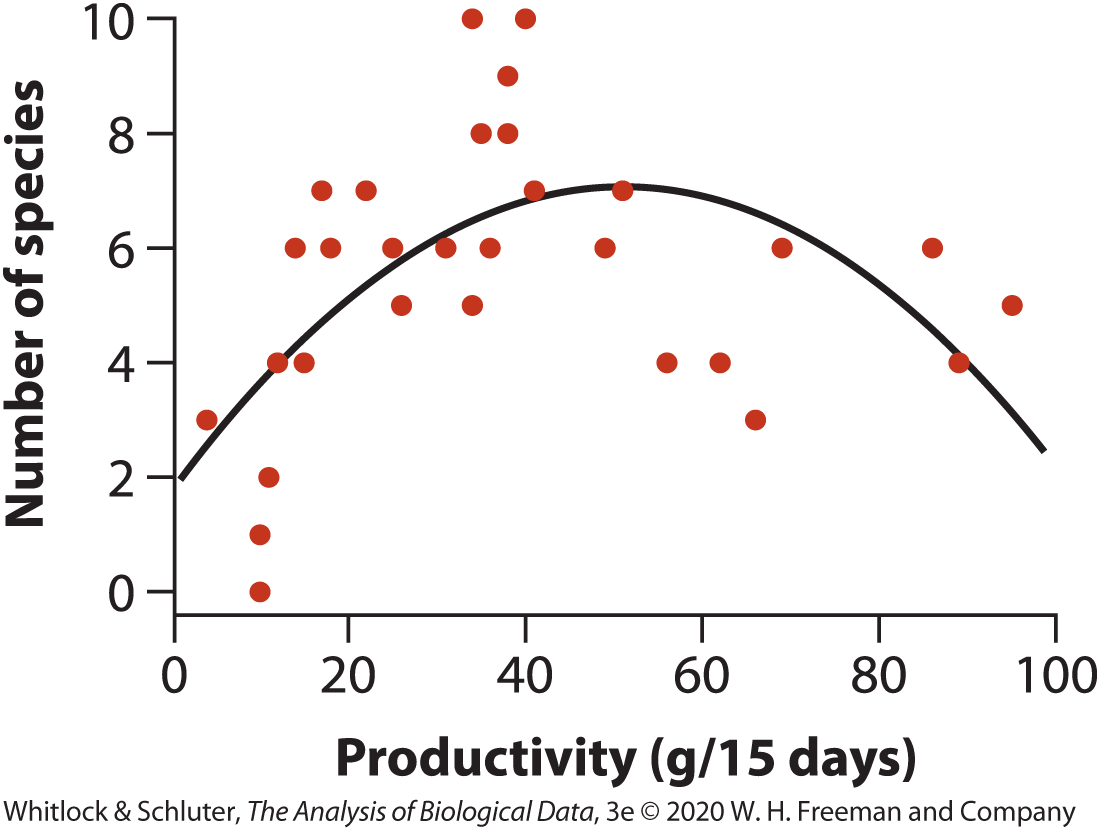 10
8
6
4
2
0
Number of species
0 20 40 60 80 100
Productivity (g/15 days)
Whitlock & Schluter, The Analysis of Biological Data, 3e © 2020 W. H. Freeman and Company